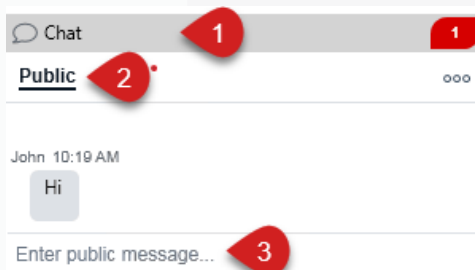 Chat 1 1
Public 2 ooo
John 10:19 AM
Hi
Enter public message... 3